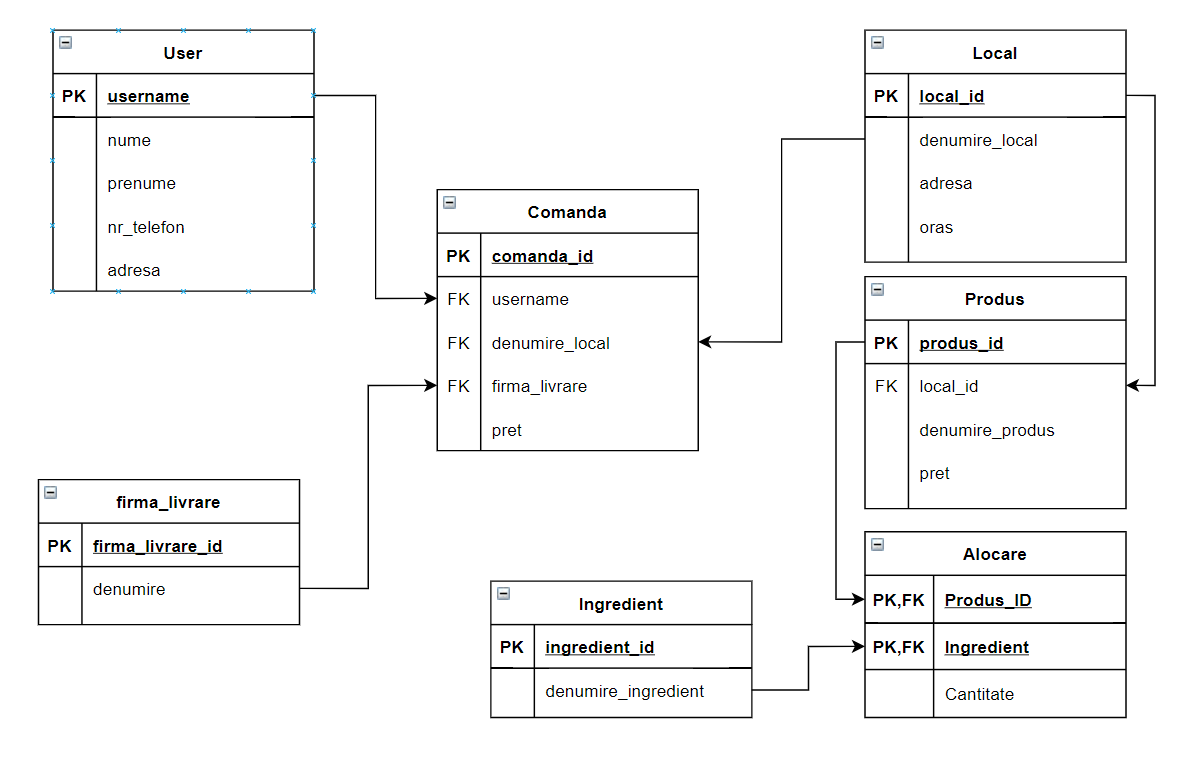 User
PK username
nume
prenume
nr_telefon
adresa
Local
PK local_id
denumire_local
adresa
oras
Comanda
PK comanda_id
FK username
FK denumire_local
FK firma_livrare
pret
Produs
PK produs_id
FK local_id
denumire_produs
pret
firma_livrare
PK firma_livrare_id
denumire
Ingredient
PK ingredient_id
denumire_ingredient
Alocare
PK,FK Produs_ID
PK,FK Ingredient
Cantitate